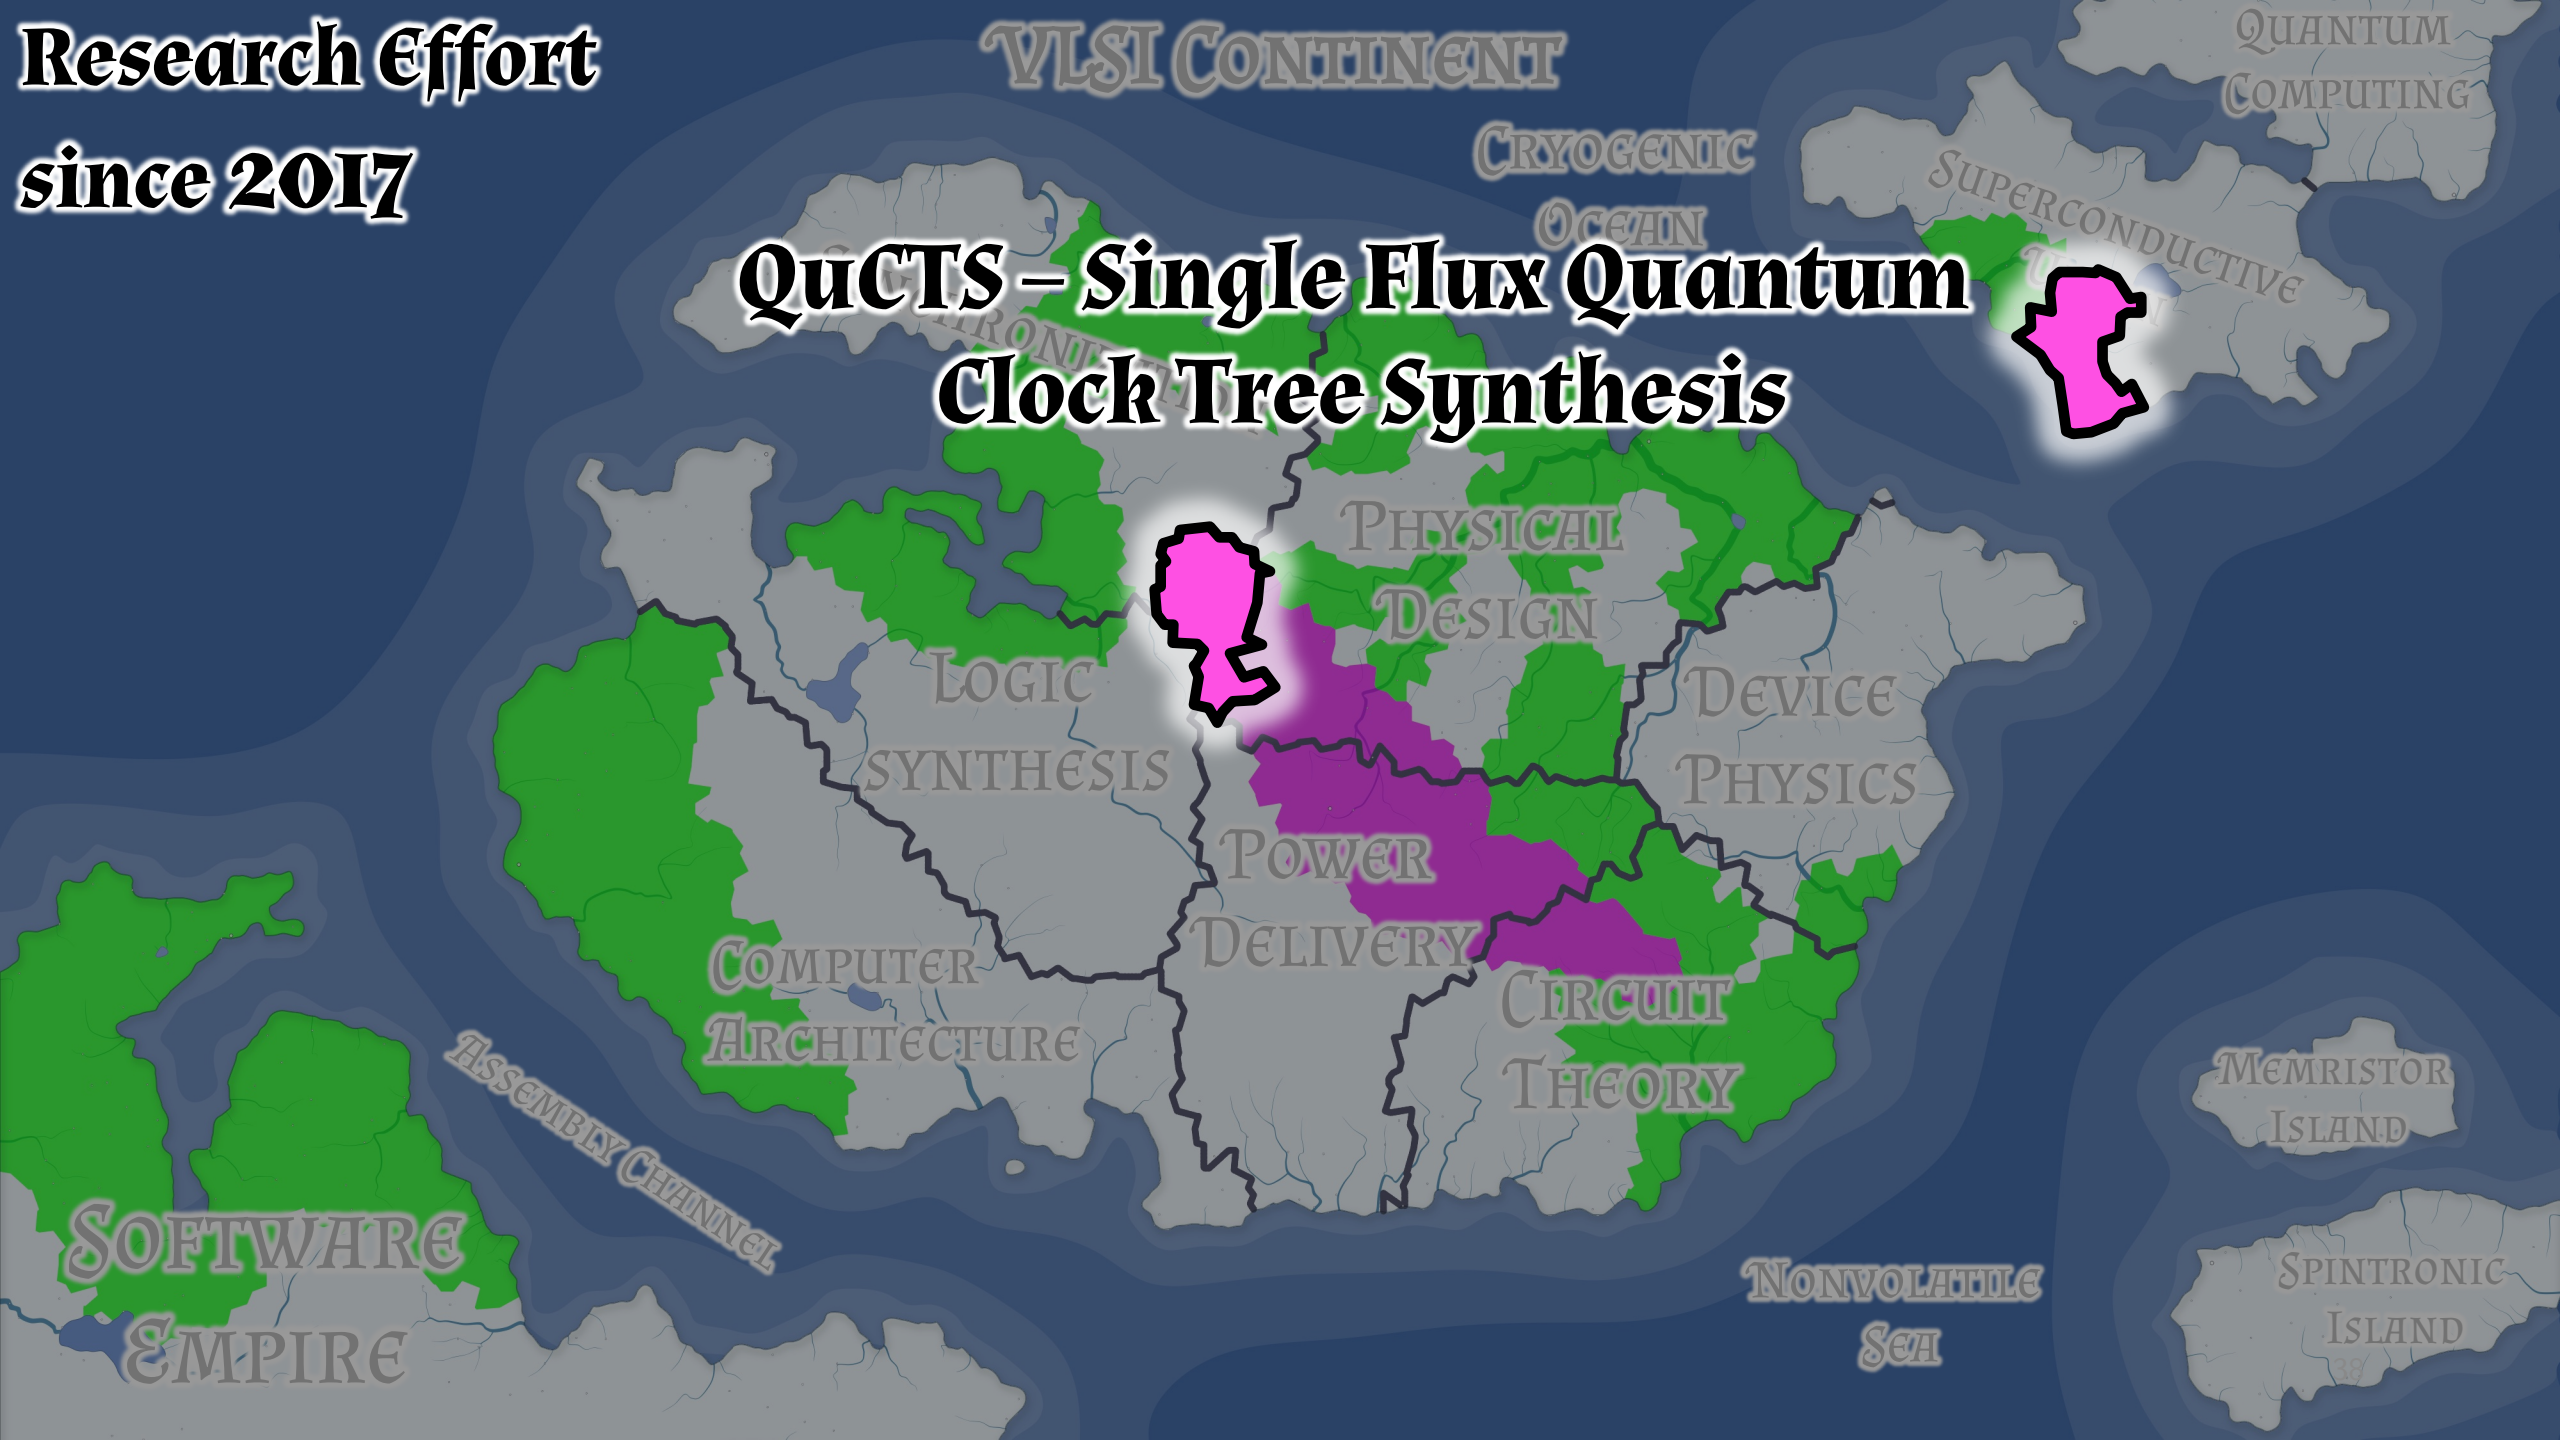 Research Effort
since 2017
VLSI Continent
Quantum
Computing
Cryogenic
Ocean
Superconductive
QuCTS – Single Flux Quantum
Clock Tree Synthesis
Physical
Design
Logic
synthesis
Device
Physics
Power
Delivery
Computer
Architecture
Circuit
Theory
Assembly Channel
Memristor
Island
Software
Empire
Nonvolatile
Sea
Spintronic
Island
38